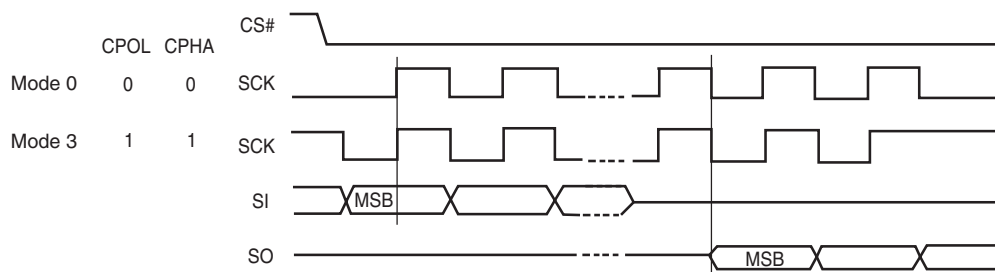 CS#
CPOL CPHA
Mode 0 0 0 SCK
Mode 3 1 1 SCK
SI MSB
SO MSB